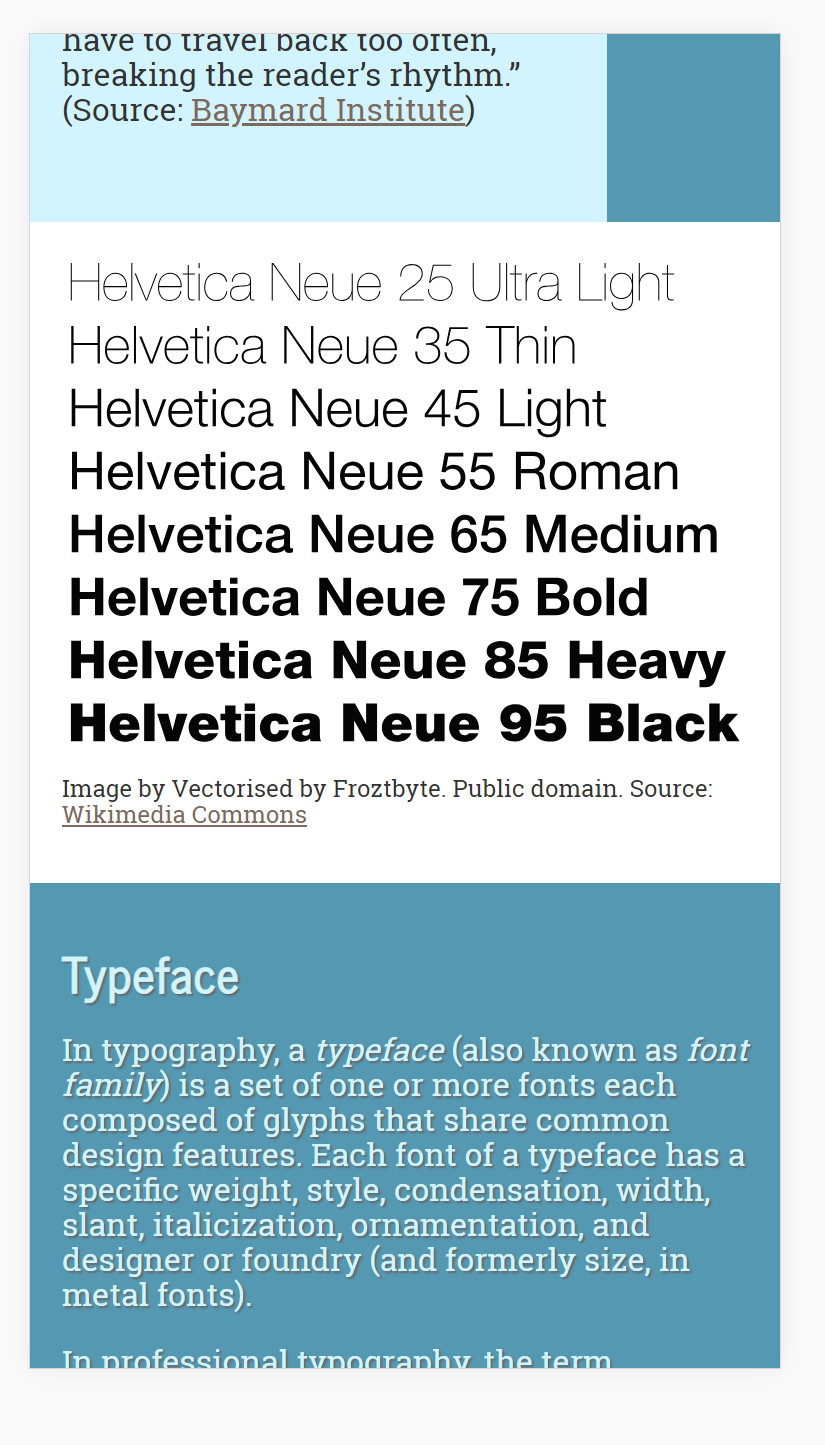 have to travel back too often,
breaking the reader’s rhythm.”
(Source: Baymard Institute)
Helvetica Neue 25 Ultra Light
Helvetica Neue 35 Thin
Helvetica Neue 45 Light
Helvetica Neue 55 Roman
Helvetica Neue 65 Medium
Helvetica Neue 75 Bold
Helvetica Neue 85 Heavy
Helvetica Neue 95 Black
Image by Vectorised by Froztbyte. Public domain. Source:
Wikimedia Commons
Typeface
In typography, a typeface (also known as font
family) is a set of one or more fonts each
composed of glyphs that share common
design features. Each font of a typeface has a
specific weight, style, condensation, width,
slant, italicization, ornamentation, and
designer or foundry (and formerly size, in
metal fonts).
In professional typography, the term